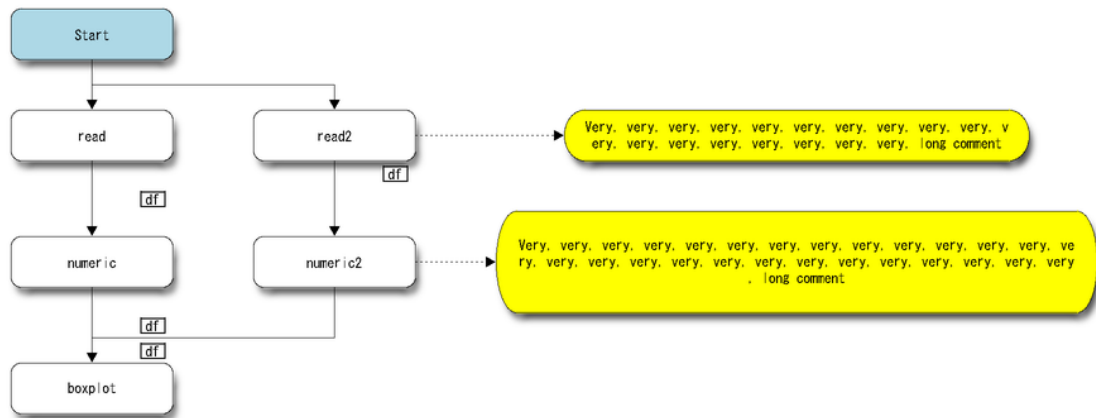 Start
read
read2
Very, very, very, very, very, very, very, very, very, very, v
ery, very, very, very, very, very, very, very, long comment
df
df
numeric
numeric2
Very, very, very, very, very, very, very, very, very, very, very, very, very, ve
ry, very, very, very, very, very, very, very, very, very, very, very, very, very
, long comment
df
df
boxplot